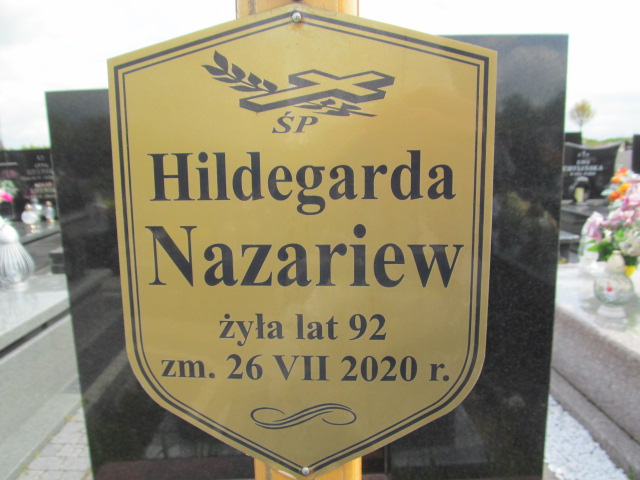 ŚP
Hildegarda
Nazariew
żyła lat 92
zm. 26 VII 2020 r.